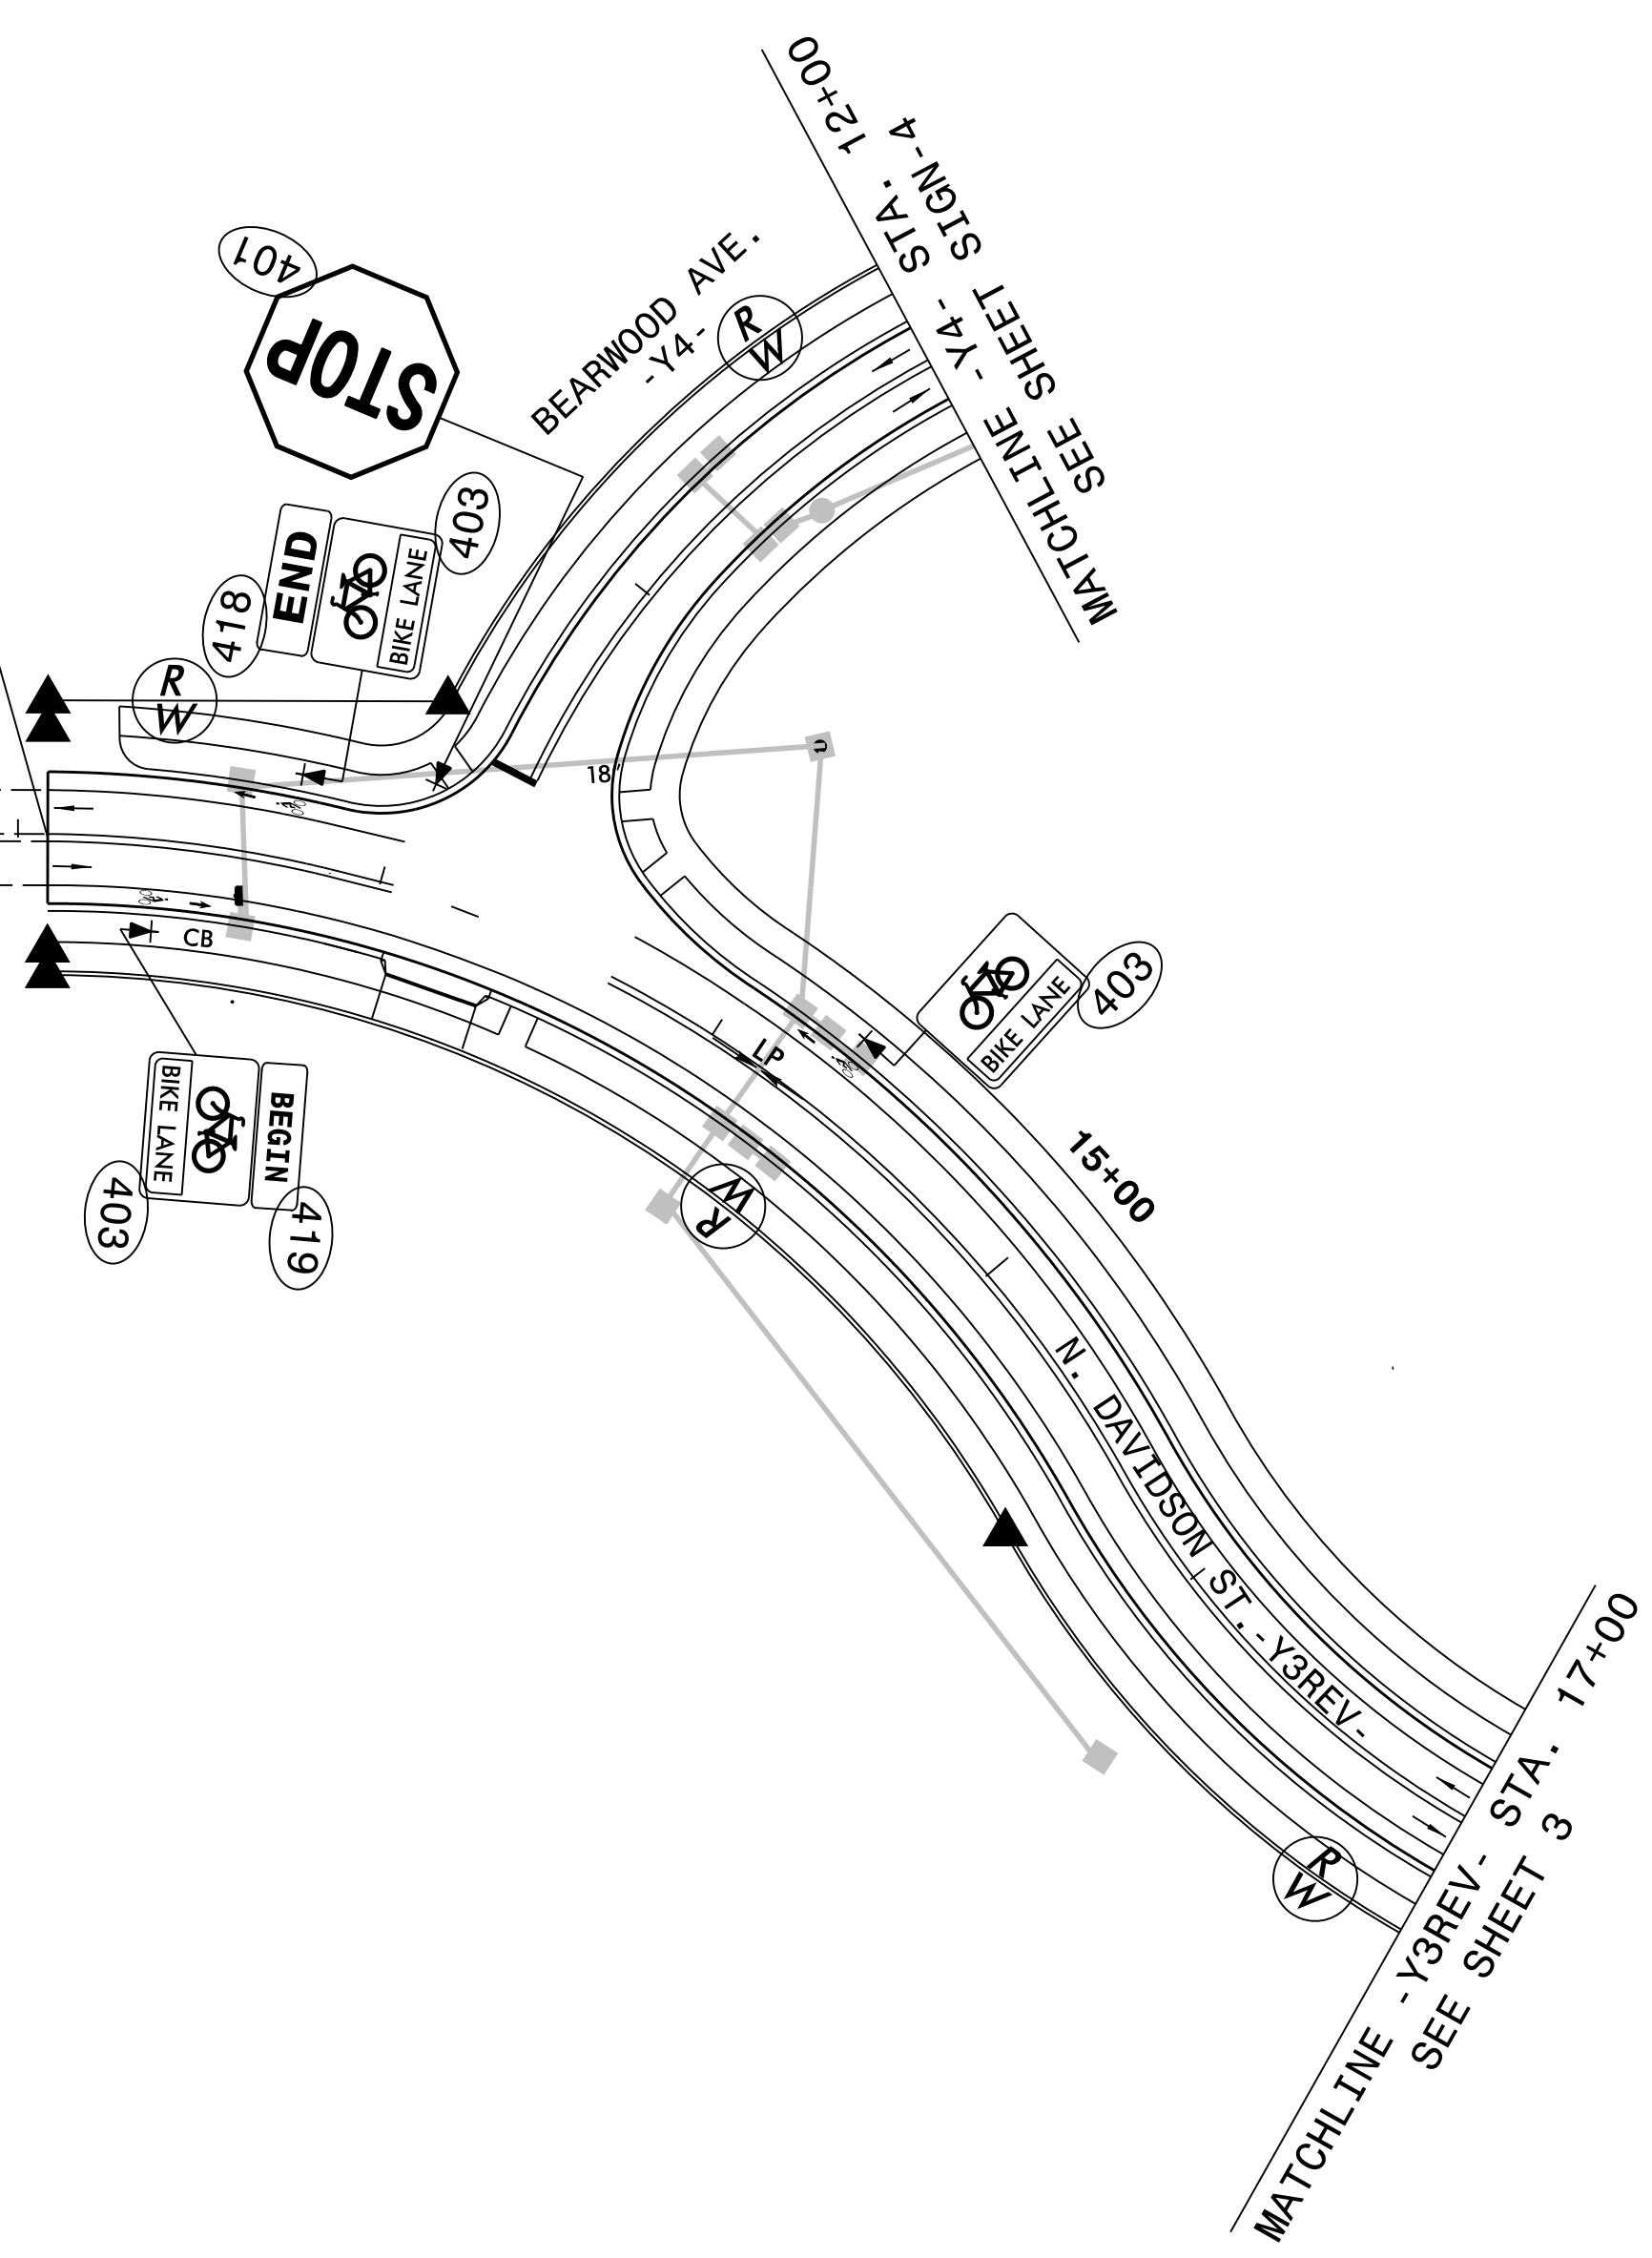 MATCHLINE -Y4- STA. 12+00
SEE SHEET SIGN-4
401
STOP
BEARWOOD AVE.
-Y4-
R
W
403
END
BIKE LANE
418
R
W
18'
CB
LP
BIKE LANE
403
BEGIN
BIKE LANE
403
419
R
W
15+00
N. DAVIDSON ST.-Y3REV-
R
W
MATCHLINE -Y3REV- STA. 17+00
SEE SHEET 3